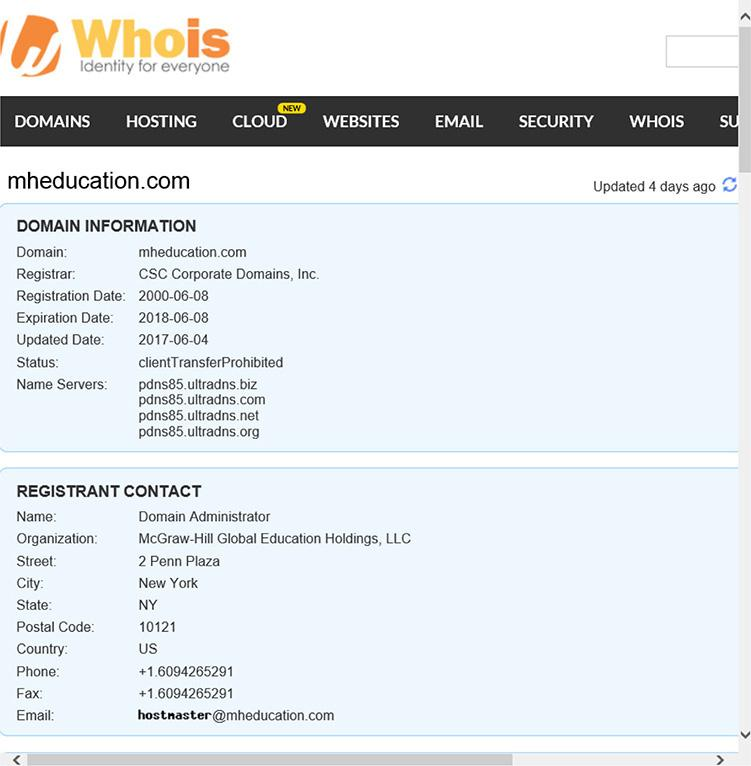 Whois
Identity for everyone
NEW
DOMAINS HOSTING CLOUD WEBSITES EMAIL SECURITY WHOIS SU
mheducation.com
Updated 4 days ago
DOMAIN INFORMATION
Domain: mheducation.com
Registrar: CSC Corporate Domains, Inc.
Registration Date: 2000-06-08
Expiration Date: 2018-06-08
Updated Date: 2017-06-04
Status: clientTransferProhibited
Name Servers: pdns85.ultradns.biz
pdns85.ultradns.com
pdns85.ultradns.net
pdns85.ultradns.org
REGISTRANT CONTACT
Name: Domain Administrator
Organization: McGraw-Hill Global Education Holdings, LLC
Street: 2 Penn Plaza
City: New York
State: NY
Postal Code: 10121
Country: US
Phone: +1.6094265291
Fax: +1.6094265291
Email: hostmaster@mheducation.com